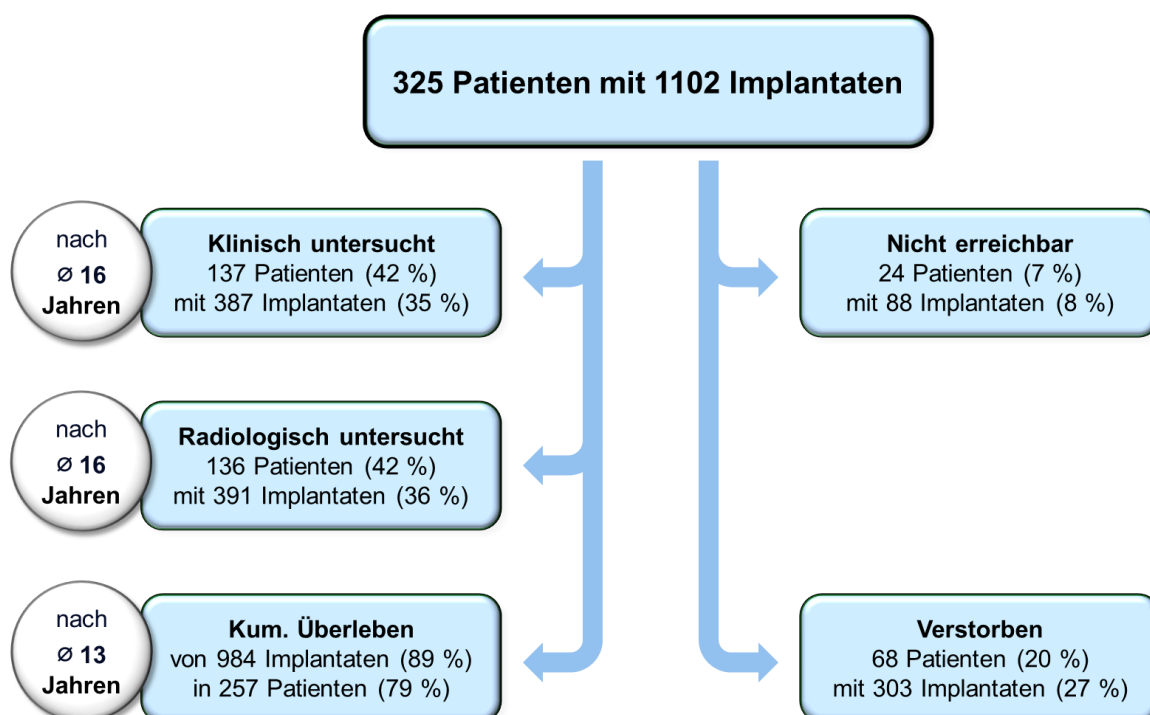 325 Patienten mit 1102 Implantaten
nach
Ø 16
Jahren
Klinisch untersucht
137 Patienten (42 %)
mit 387 Implantaten (35 %)
Nicht erreichbar
24 Patienten (7 %)
mit 88 Implantaten (8 %)
nach
Ø 16
Jahren
Radiologisch untersucht
136 Patienten (42 %)
mit 391 Implantaten (36 %)
nach
Ø 13
Jahren
Kum. Überleben
von 984 Implantaten (89 %)
in 257 Patienten (79 %)
Verstorben
68 Patienten (20 %)
mit 303 Implantaten (27 %)